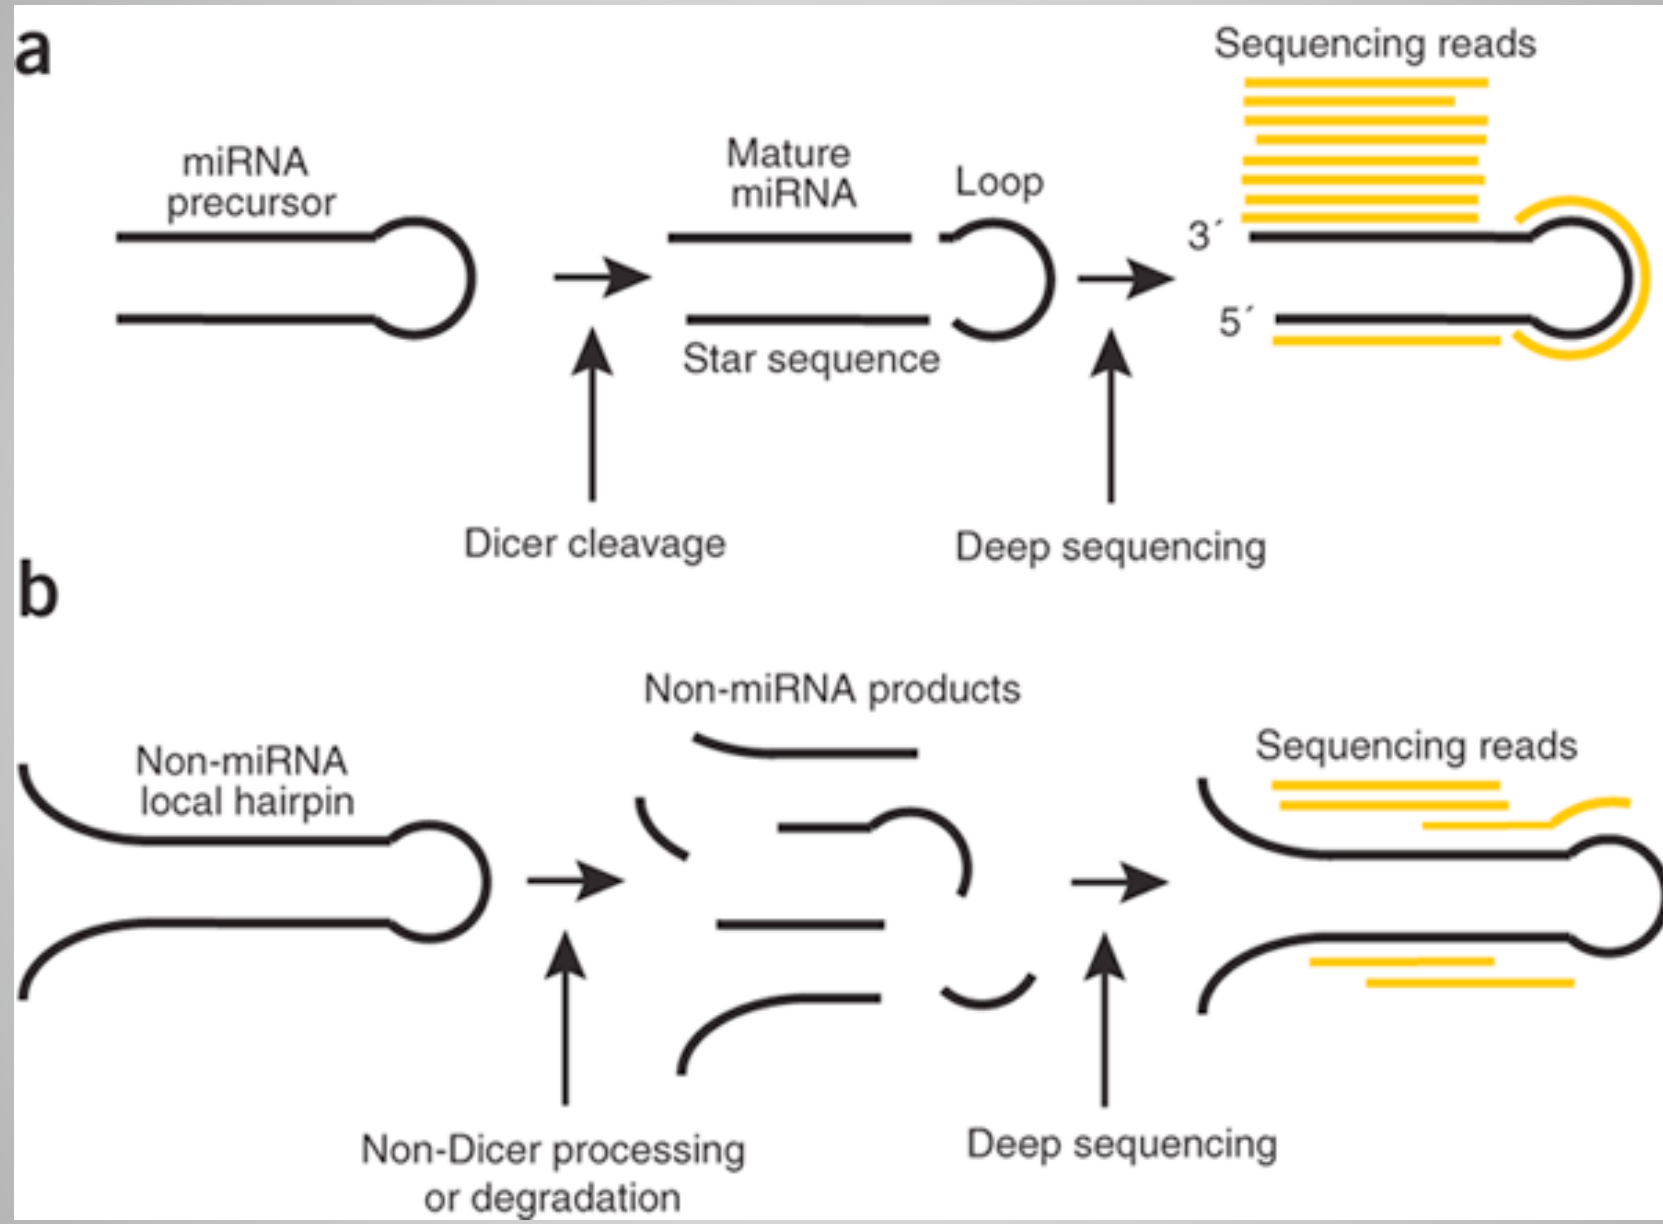 a
Sequencing reads
miRNA
precursor
Mature
miRNA
Loop
3´
5´
Star sequence
Dicer cleavage
Deep sequencing
b
Non-miRNA products
Non-miRNA
local hairpin
Sequencing reads
Non-Dicer processing
or degradation
Deep sequencing